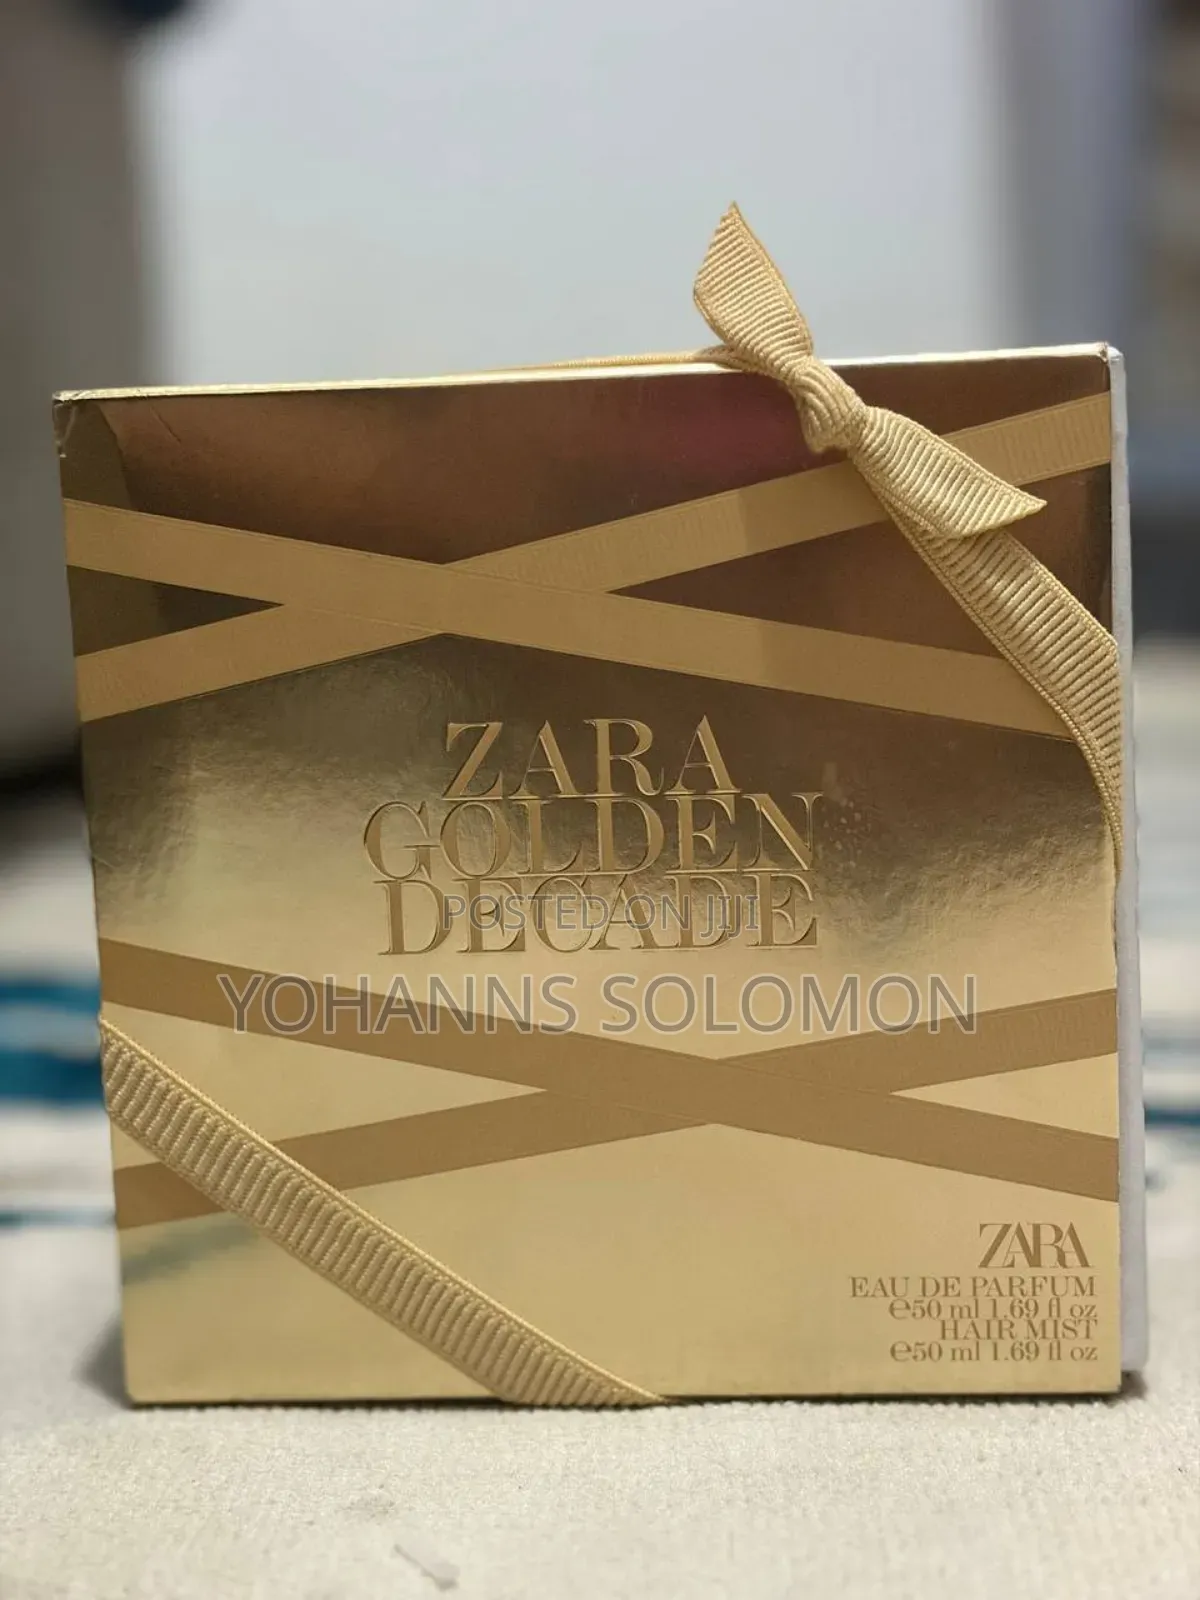 ZARA
GOLDEN
DECADE
POSTED ON JIJI
YOHANNS SOLOMON
ZARA
EAU DE PARFUM
℮50 ml 1.69 fl oz
HAIR MIST
℮50 ml 1.69 fl oz